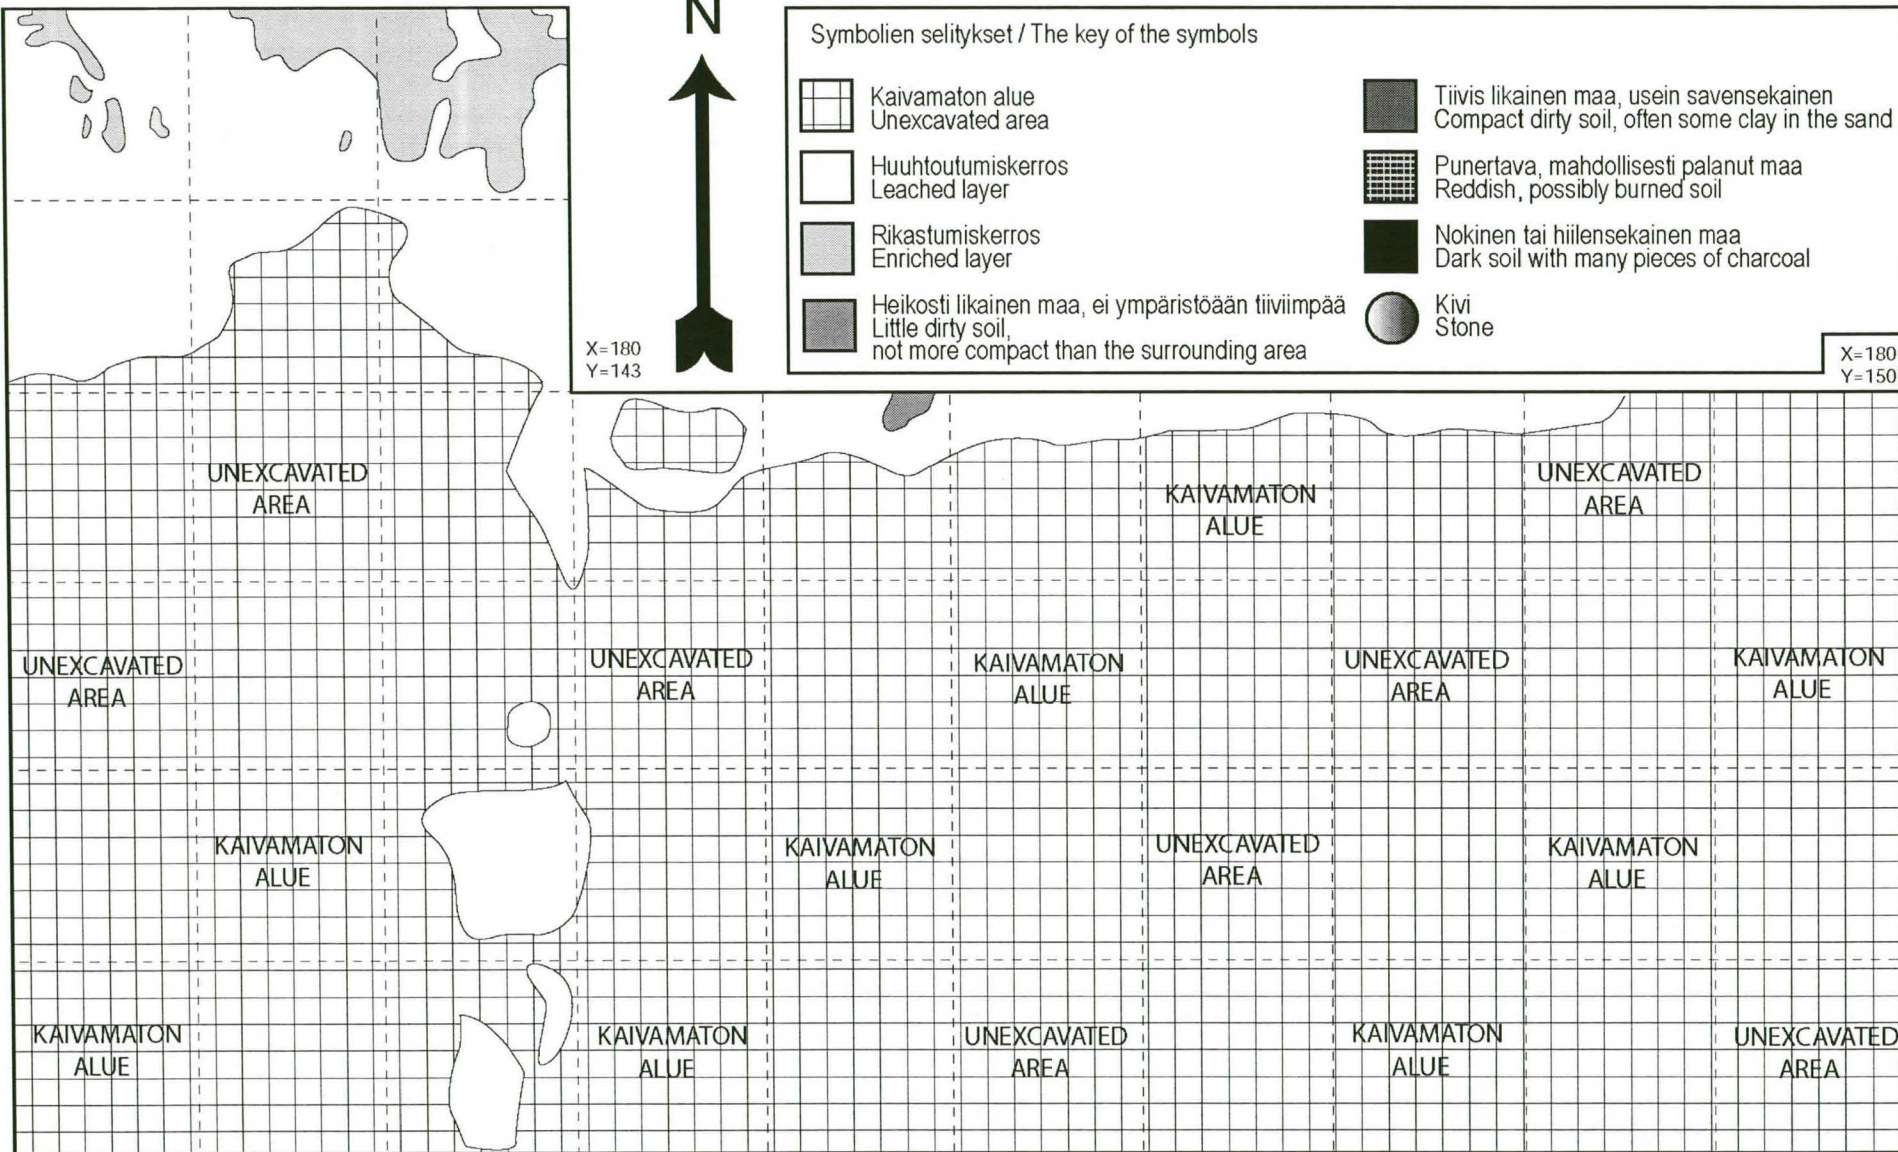 N
Symbolien selitykset / The key of the symbols
Kaivamaton alue
Unexcavated area
Huuhtoutumiskerros
Leached layer
Rikastumiskerros
Enriched layer
Heikosti likainen maa, ei ympäristöään tiiviimpää
Little dirty soil,
not more compact than the surrounding area
Tiivis likainen maa, usein savensekainen
Compact dirty soil, often some clay in the sand
Punertava, mahdollisesti palanut maa
Reddish, possibly burned soil
Nokinen tai hiilensekainen maa
Dark soil with many pieces of charcoal
Kivi
Stone
X=180
Y=143
X=180
Y=150
UNEXCAVATED
AREA
KAIVAMATON
ALUE
UNEXCAVATED
AREA
UNEXCAVATED
AREA
UNEXCAVATED
AREA
KAIVAMATON
ALUE
UNEXCAVATED
AREA
KAIVAMATON
ALUE
KAIVAMATON
ALUE
KAIVAMATON
ALUE
UNEXCAVATED
AREA
KAIVAMATON
ALUE
KAIVAMATON
ALUE
KAIVAMATON
ALUE
UNEXCAVATED
AREA
KAIVAMATON
ALUE
UNEXCAVATED
AREA